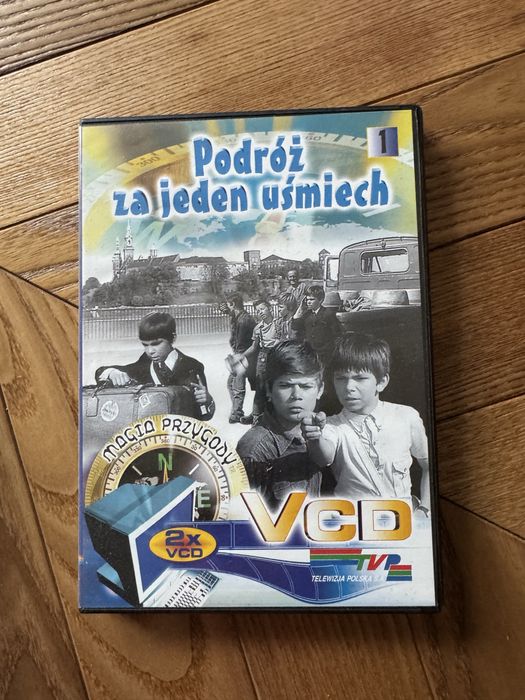 1
Podróż
za jeden uśmiech
MAGIA PRZYGODY
N
E
VCD
2x
VCD
TVP
TELEWIZJA POLSKA S.A.